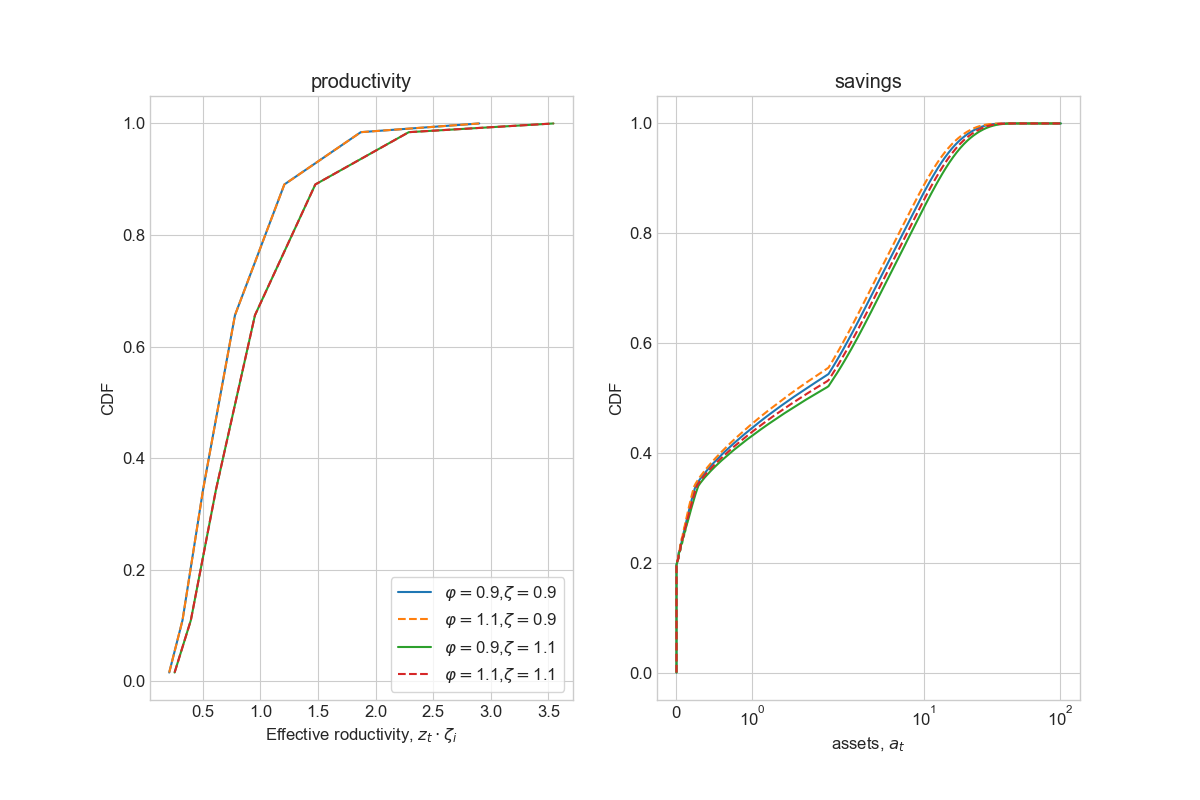 productivity
CDF
1.0
0.8
0.6
0.4
0.2
0.0
0.5 1.0 1.5 2.0 2.5 3.0 3.5
Effective roductivity, z_t · ζ_i
φ = 0.9,ζ = 0.9
φ = 1.1,ζ = 0.9
φ = 0.9,ζ = 1.1
φ = 1.1,ζ = 1.1
savings
CDF
1.0
0.8
0.6
0.4
0.2
0.0
0 10^0 10^1 10^2
assets, a_t